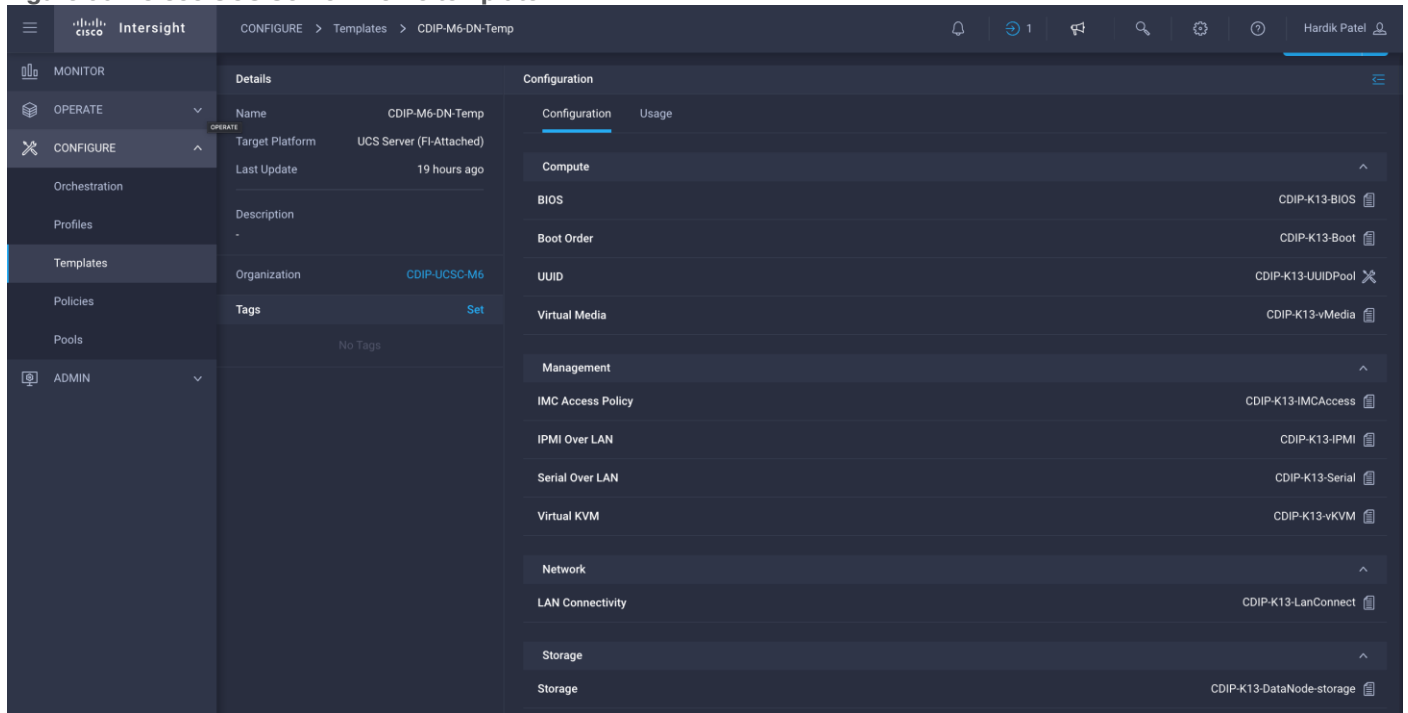 cisco Intersight
CONFIGURE > Templates > CDIP-M6-DN-Temp
1
Hardik Patel
MONITOR
OPERATE
OPERATE
CONFIGURE
Orchestration
Profiles
Templates
Policies
Pools
ADMIN
Details
Name CDIP-M6-DN-Temp
Target Platform UCS Server (FI-Attached)
Last Update 19 hours ago
Description
-
Organization CDIP-UCSC-M6
Tags Set
No Tags
Configuration
Configuration Usage
Compute
BIOS CDIP-K13-BIOS
Boot Order CDIP-K13-Boot
UUID CDIP-K13-UUIDPool
Virtual Media CDIP-K13-vMedia
Management
IMC Access Policy CDIP-K13-IMCAccess
IPMI Over LAN CDIP-K13-IPMI
Serial Over LAN CDIP-K13-Serial
Virtual KVM CDIP-K13-vKVM
Network
LAN Connectivity CDIP-K13-LanConnect
Storage
Storage CDIP-K13-DataNode-storage